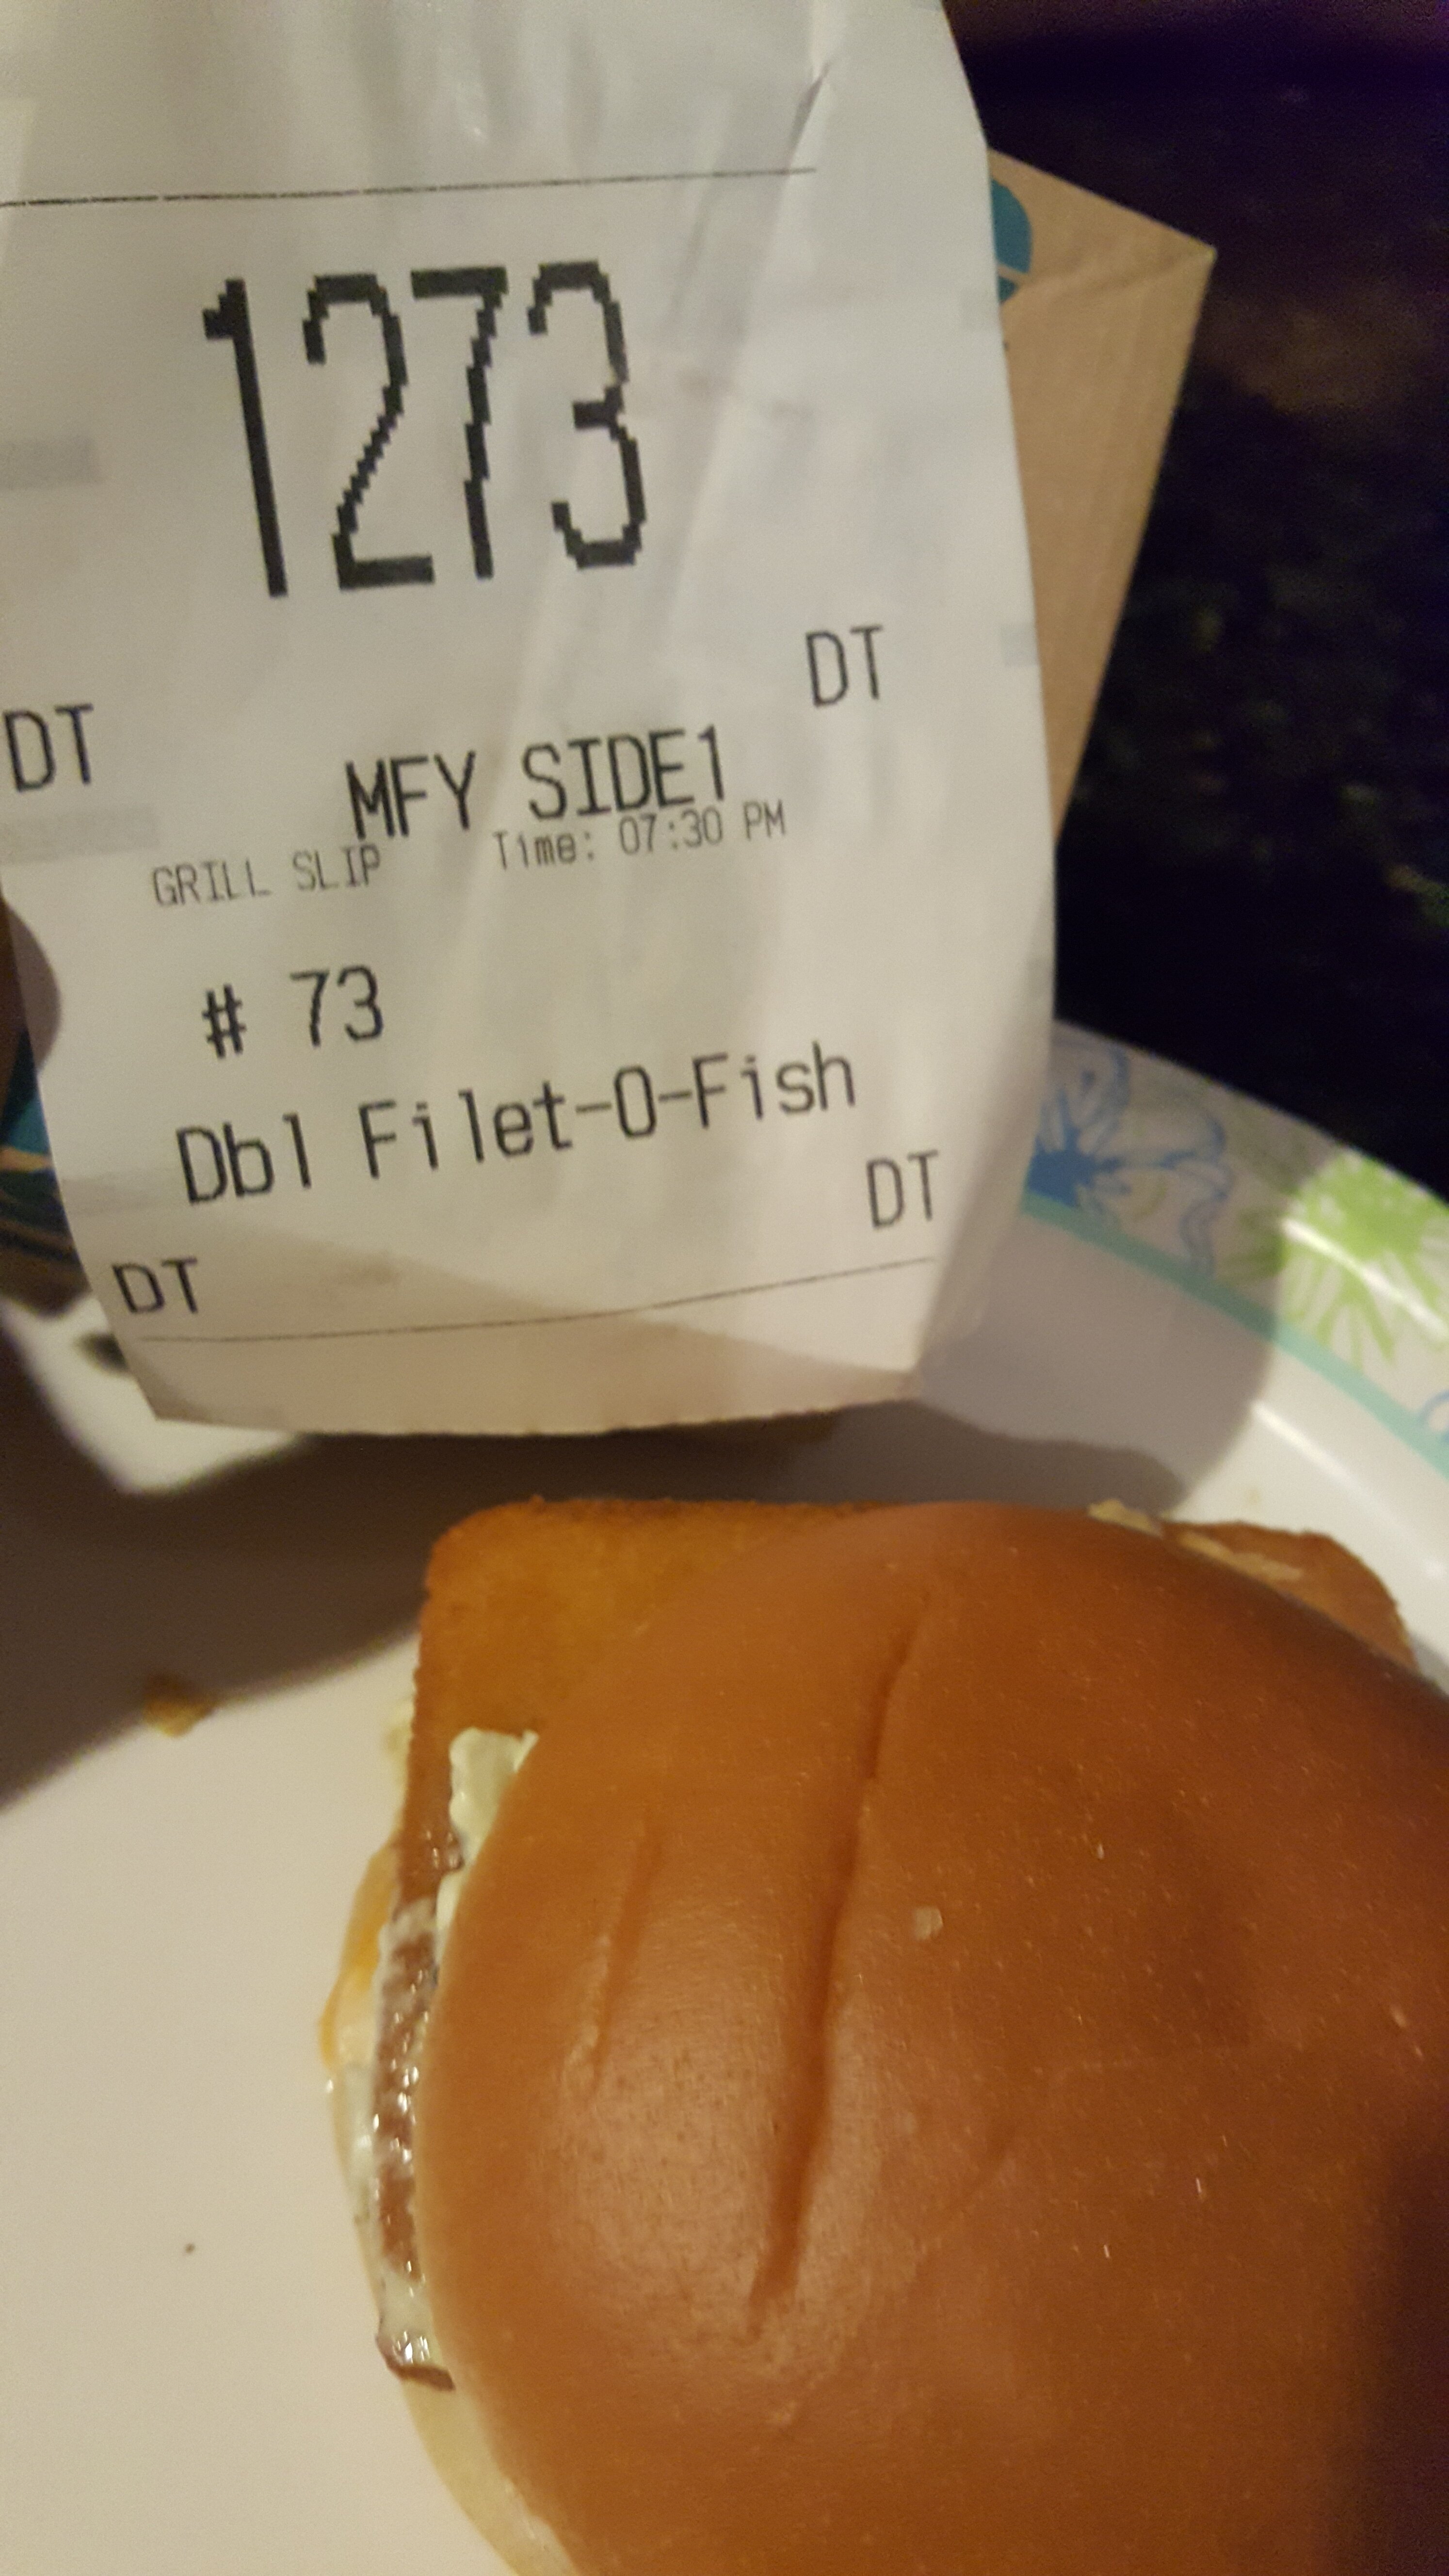 1273
DT DT
MFY SIDE1
GRILL SLIP Time: 07:30 PM
# 73
Dbl Filet-O-Fish
DT DT